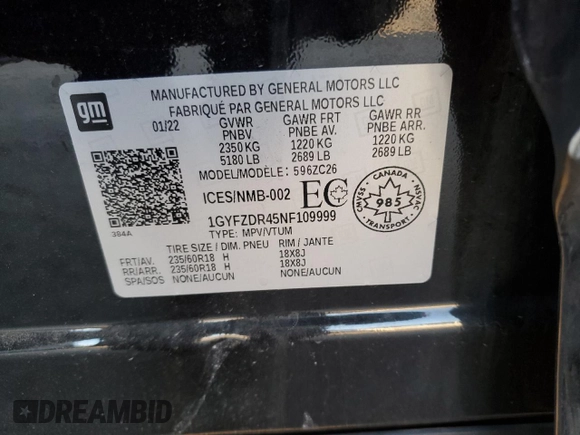 gm
MANUFACTURED BY GENERAL MOTORS LLC
FABRIQUÉ PAR GENERAL MOTORS LLC
01/22 GVWR GAWR FRT GAWR RR
PNBV PNBE AV. PNBE ARR.
2350 KG 1220 KG 1220 KG
5180 LB 2689 LB 2689 LB
MODEL/MODÈLE: 596ZC26
ICES/NMB-002 EC
CANADA
CMVSS 985 NSVAC
TRANSPORT
1GYFZDR45NF109999
384A
TYPE: MPV/VTUM
TIRE SIZE / DIM. PNEU RIM / JANTE
FRT/AV. 235/60R18 H 18X8J
RR/ARR. 235/60R18 H 18X8J
SPA/SOS NONE/AUCUN NONE/AUCUN
DREAMBID